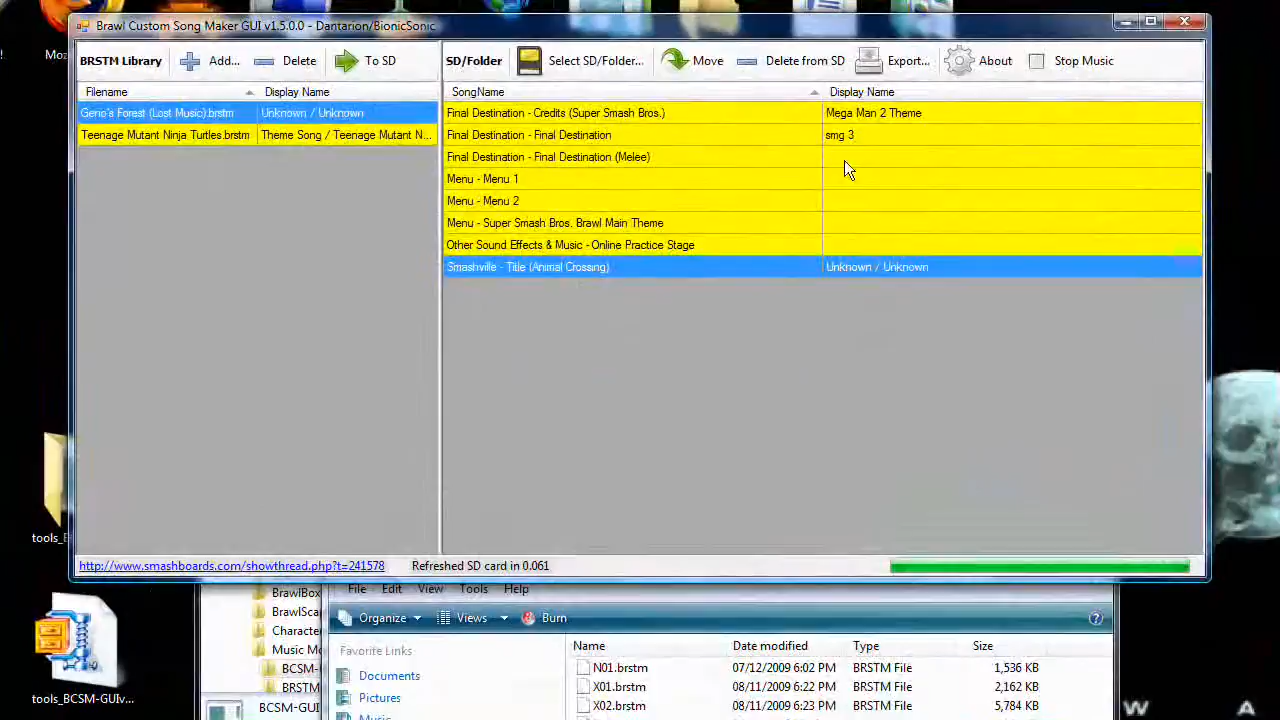 Brawl Custom Song Maker GUI v1.5.0.0 - Dantarion/BionicSonic
BRSTM Library Add... Delete To SD SD/Folder Select SD/Folder... Move Delete from SD Export... About Stop Music
Filename Display Name SongName Display Name
Geno's Forest (Lost Music).brstm Unknown / Unknown Final Destination - Credits (Super Smash Bros.) Mega Man 2 Theme
Teenage Mutant Ninja Turtles.brstm Theme Song / Teenage Mutant N... Final Destination - Final Destination smg 3
Final Destination - Final Destination (Melee)
Menu - Menu 1
Menu - Menu 2
Menu - Super Smash Bros. Brawl Main Theme
Other Sound Effects & Music - Online Practice Stage
Smashville - Title (Animal Crossing) Unknown / Unknown
http://www.smashboards.com/showthread.php?t=241578 Refreshed SD card in 0.061
File Edit View Tools Help
Organize Views Burn
Favorite Links
Documents
Pictures
Music
Name Date modified Type Size
N01.brstm 07/12/2009 6:02 PM BRSTM File 1,536 KB
X01.brstm 08/11/2009 6:22 PM BRSTM File 2,162 KB
X02.brstm 08/11/2009 6:23 PM BRSTM File 5,784 KB
BrawlBox
BrawlSca
Character
Music Mo
BCSM-
BRSTM
BCSM-GUI
Moz
tools_B
tools_BCSM-GUIv...
W A